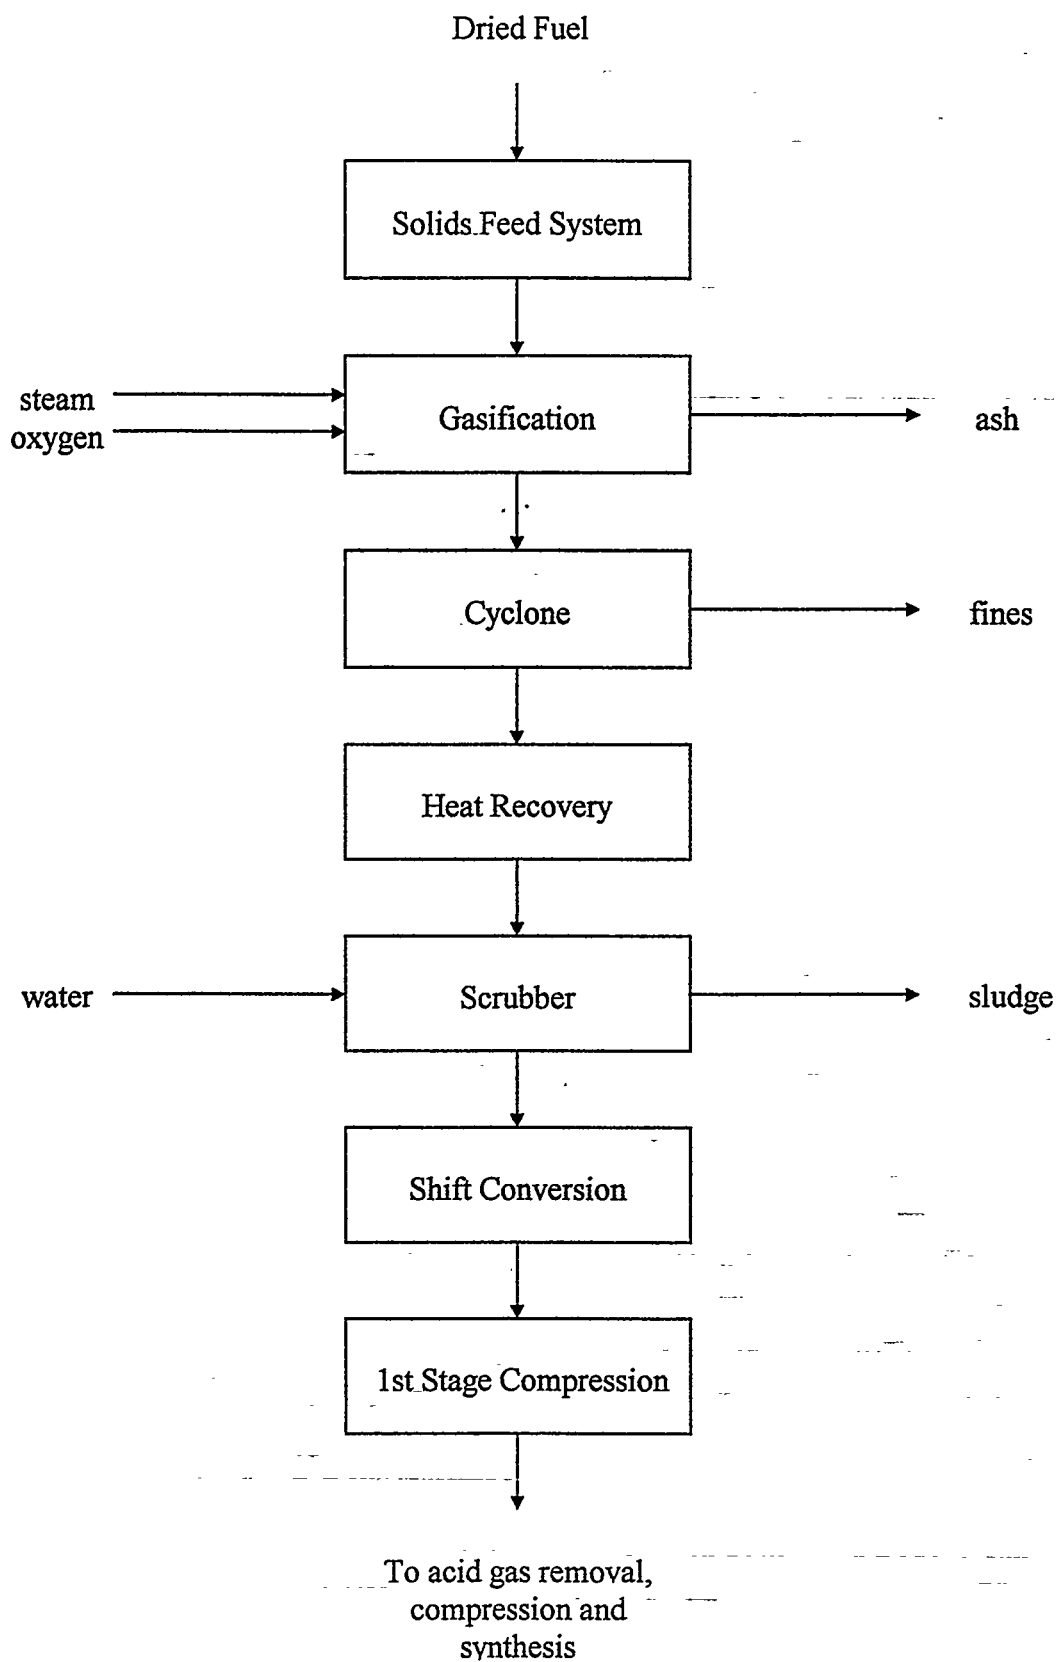 Dried Fuel
Solids Feed System
steam
oxygen
Gasification
ash
Cyclone
fines
Heat Recovery
water
Scrubber
sludge
Shift Conversion
1st Stage Compression
To acid gas removal,
compression and
synthesis